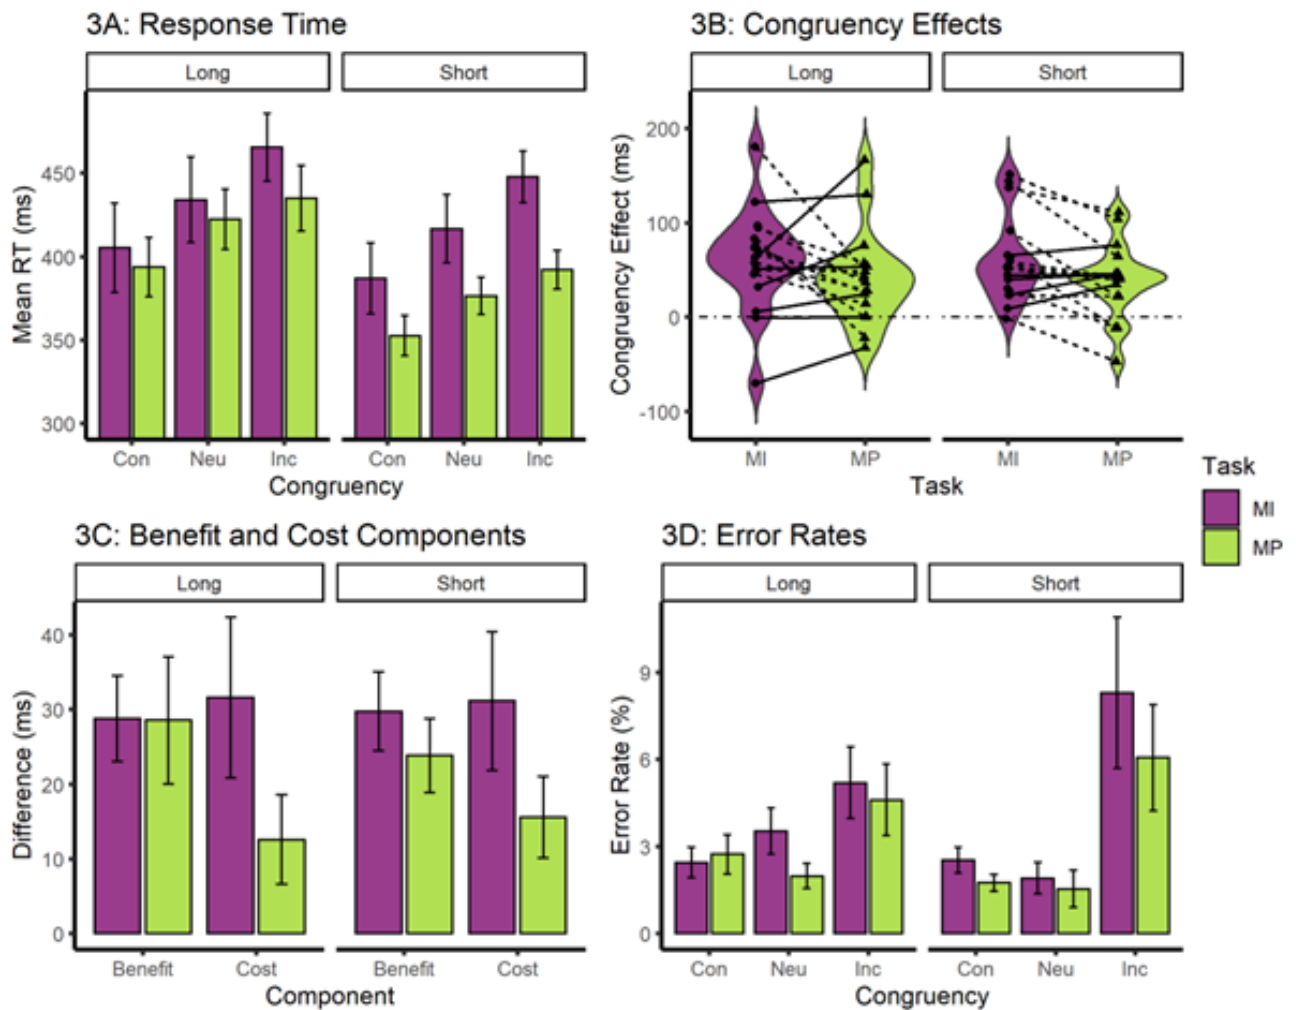 3A: Response Time
Long
Short
Mean RT (ms)
450
400
350
300
Con
Neu
Inc
Con
Neu
Inc
Congruency
3B: Congruency Effects
Long
Short
Congruency Effect (ms)
200
100
0
-100
MI
MP
MI
MP
Task
Task
MI
MP
3C: Benefit and Cost Components
Long
Short
Difference (ms)
40
30
20
10
0
Benefit
Cost
Benefit
Cost
Component
3D: Error Rates
Long
Short
Error Rate (%)
9
6
3
0
Con
Neu
Inc
Con
Neu
Inc
Congruency